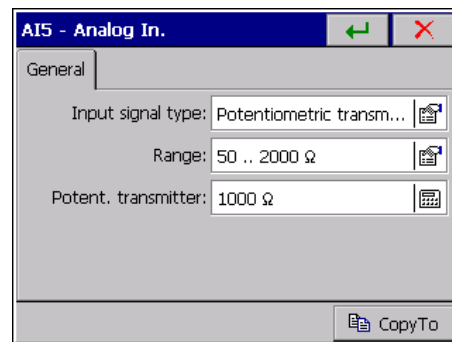 AI5 - Analog In.
General
Input signal type: Potentiometric transm...
Range: 50 .. 2000 Ω
Potent. transmitter: 1000 Ω
CopyTo